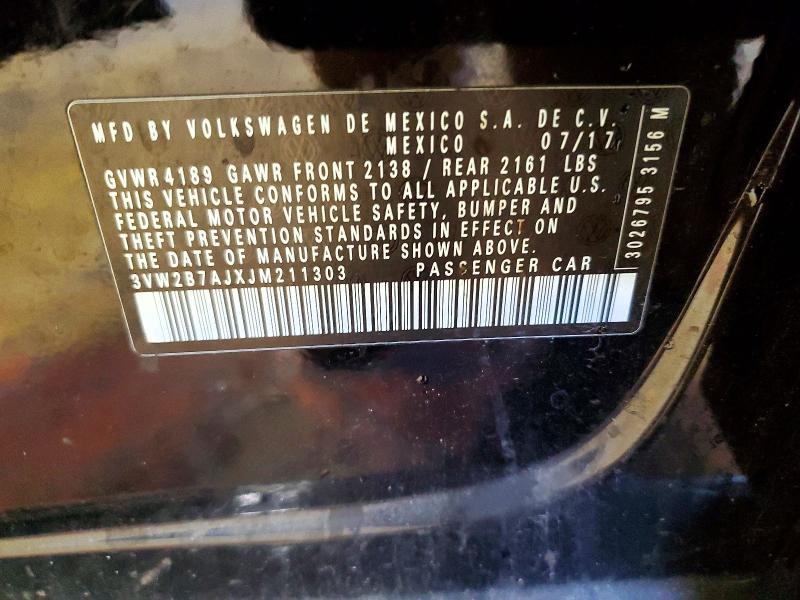 MFD BY VOLKSWAGEN DE MEXICO S.A. DE C.V.
MEXICO 07/17
GVWR 4189 GAWR FRONT 2138 / REAR 2161 LBS
THIS VEHICLE CONFORMS TO ALL APPLICABLE U.S.
FEDERAL MOTOR VEHICLE SAFETY, BUMPER AND
THEFT PREVENTION STANDARDS IN EFFECT ON
THE DATE OF MANUFACTURE SHOWN ABOVE.
3VW2B7AJXJM211303 PASSENGER CAR
3026795 3156 M